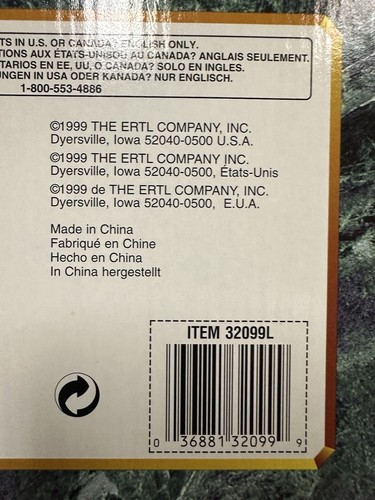 TS IN U.S. OR CANADA? ENGLISH ONLY.
TIONS AUX ÉTATS-UNISOU AU CANADA? ANGLAIS SEULEMENT.
TARIOS EN EE, UU, O CANADA? SOLO EN INGLES.
UNGEN IN USA ODER KANADA? NUR ENGLISCH.
1-800-553-4886
©1999 THE ERTL COMPANY, INC.
Dyersville, Iowa 52040-0500 U.S.A.
©1999 THE ERTL COMPANY, INC.
Dyersville, Iowa 52040-0500, États-Unis
©1999 de THE ERTL COMPANY, INC.
Dyersville, Iowa 52040-0500, E.U.A.
Made in China
Fabriqué en Chine
Hecho en China
In China hergestellt
ITEM 32099L
0 36881 32099 9